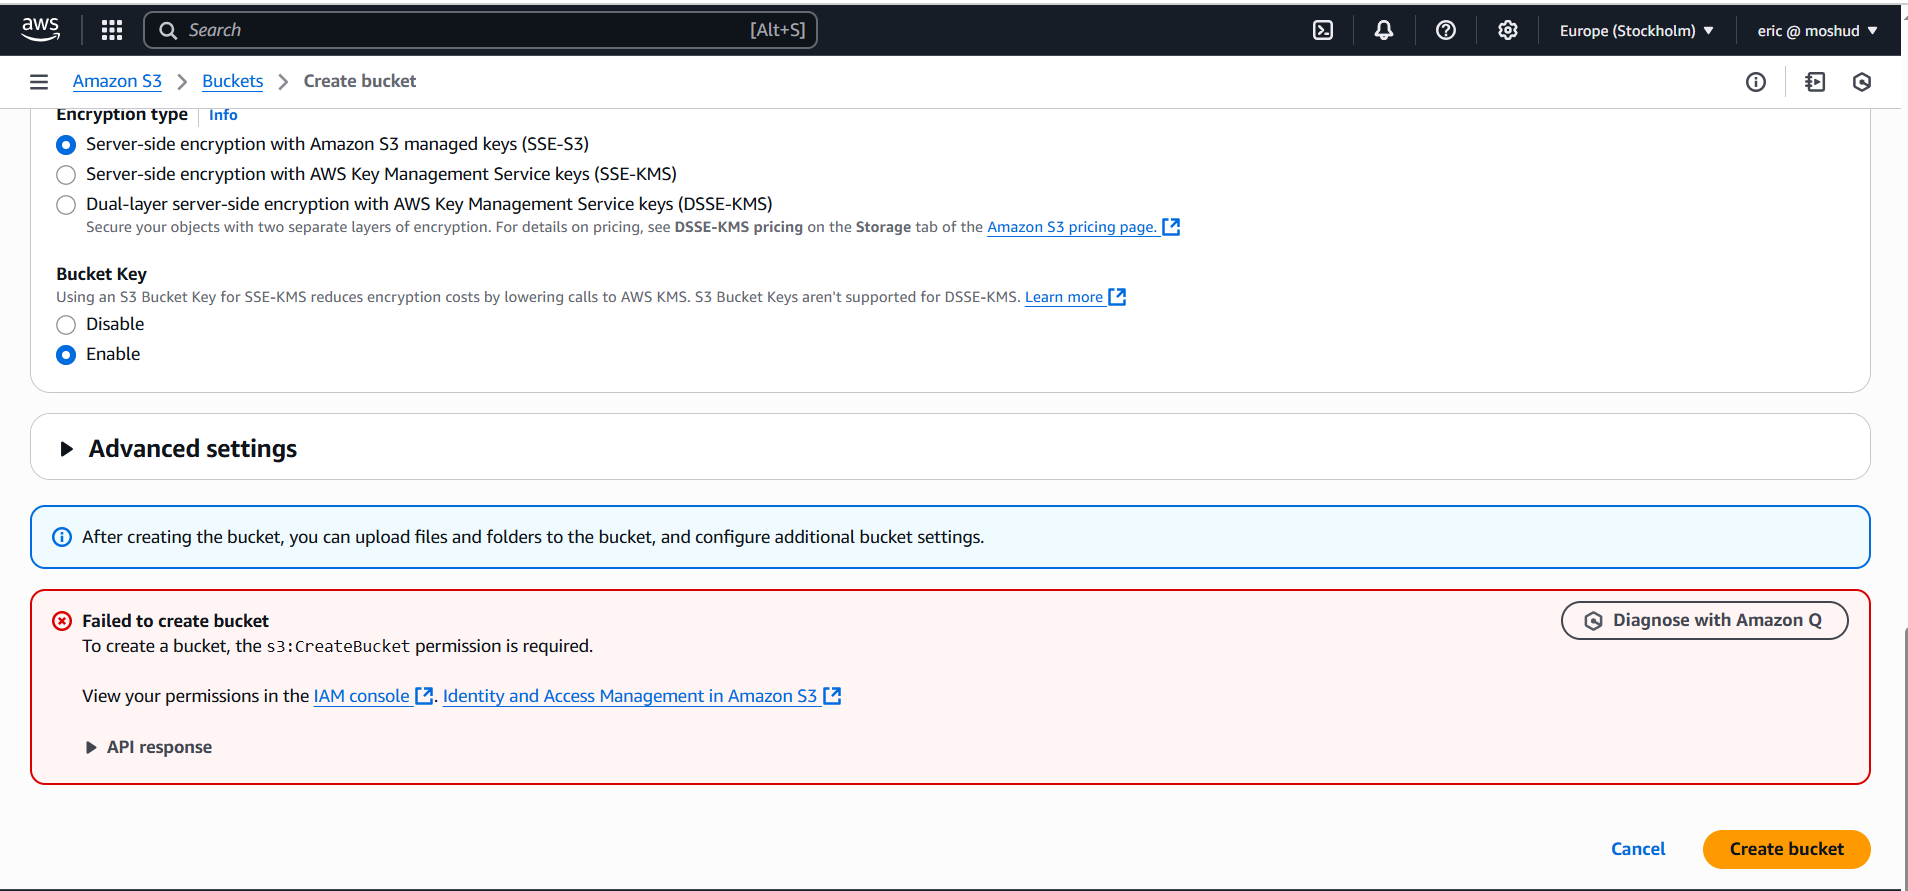 aws
Search
[Alt+S]
Europe (Stockholm)
eric @ moshud
Amazon S3
Buckets
Create bucket
Encryption type
Info
Server-side encryption with Amazon S3 managed keys (SSE-S3)
Server-side encryption with AWS Key Management Service keys (SSE-KMS)
Dual-layer server-side encryption with AWS Key Management Service keys (DSSE-KMS)
Secure your objects with two separate layers of encryption. For details on pricing, see DSSE-KMS pricing on the Storage tab of the Amazon S3 pricing page.
Bucket Key
Using an S3 Bucket Key for SSE-KMS reduces encryption costs by lowering calls to AWS KMS. S3 Bucket Keys aren't supported for DSSE-KMS. Learn more
Disable
Enable
Advanced settings
After creating the bucket, you can upload files and folders to the bucket, and configure additional bucket settings.
Failed to create bucket
Diagnose with Amazon Q
To create a bucket, the s3:CreateBucket permission is required.
View your permissions in the IAM console. Identity and Access Management in Amazon S3
API response
Cancel
Create bucket